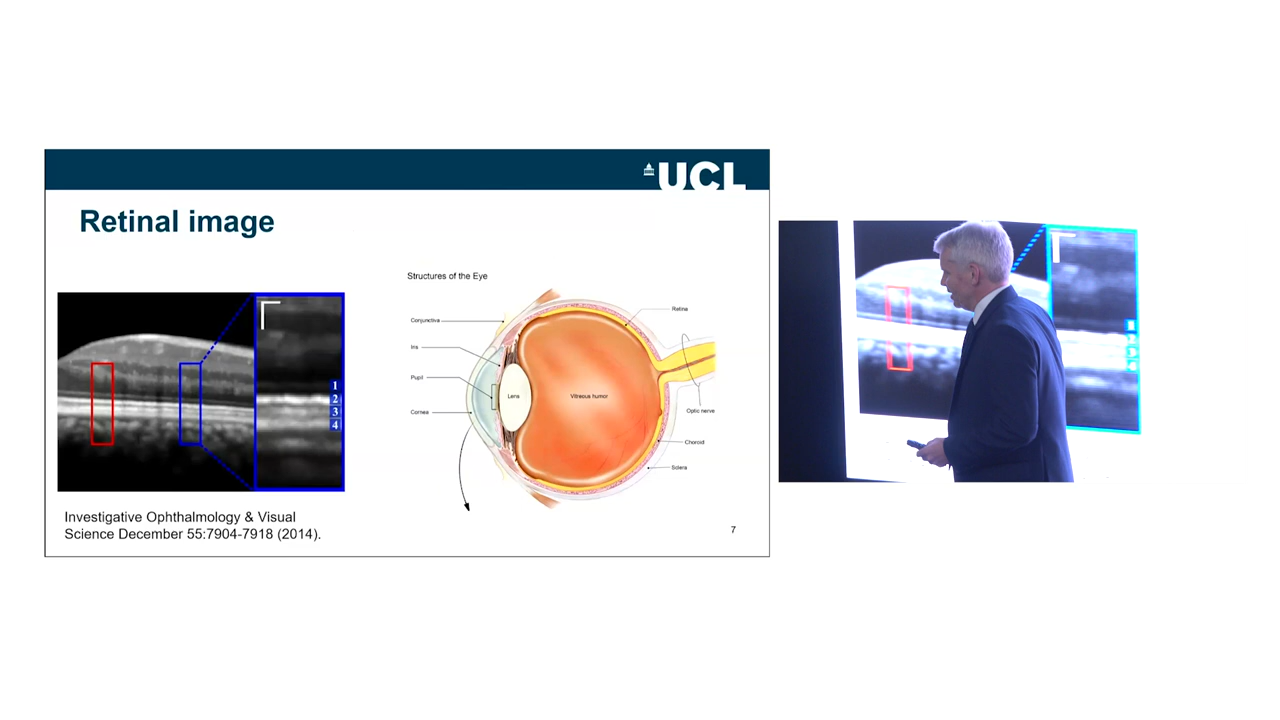 UCL
Retinal image
Structures of the Eye
Conjunctiva
Iris
Pupil
Cornea
Lens
Vitreous humor
Retina
Optic nerve
Choroid
Sclera
1
2
3
4
Investigative Ophthalmology & Visual
Science December 55:7904-7918 (2014).
7